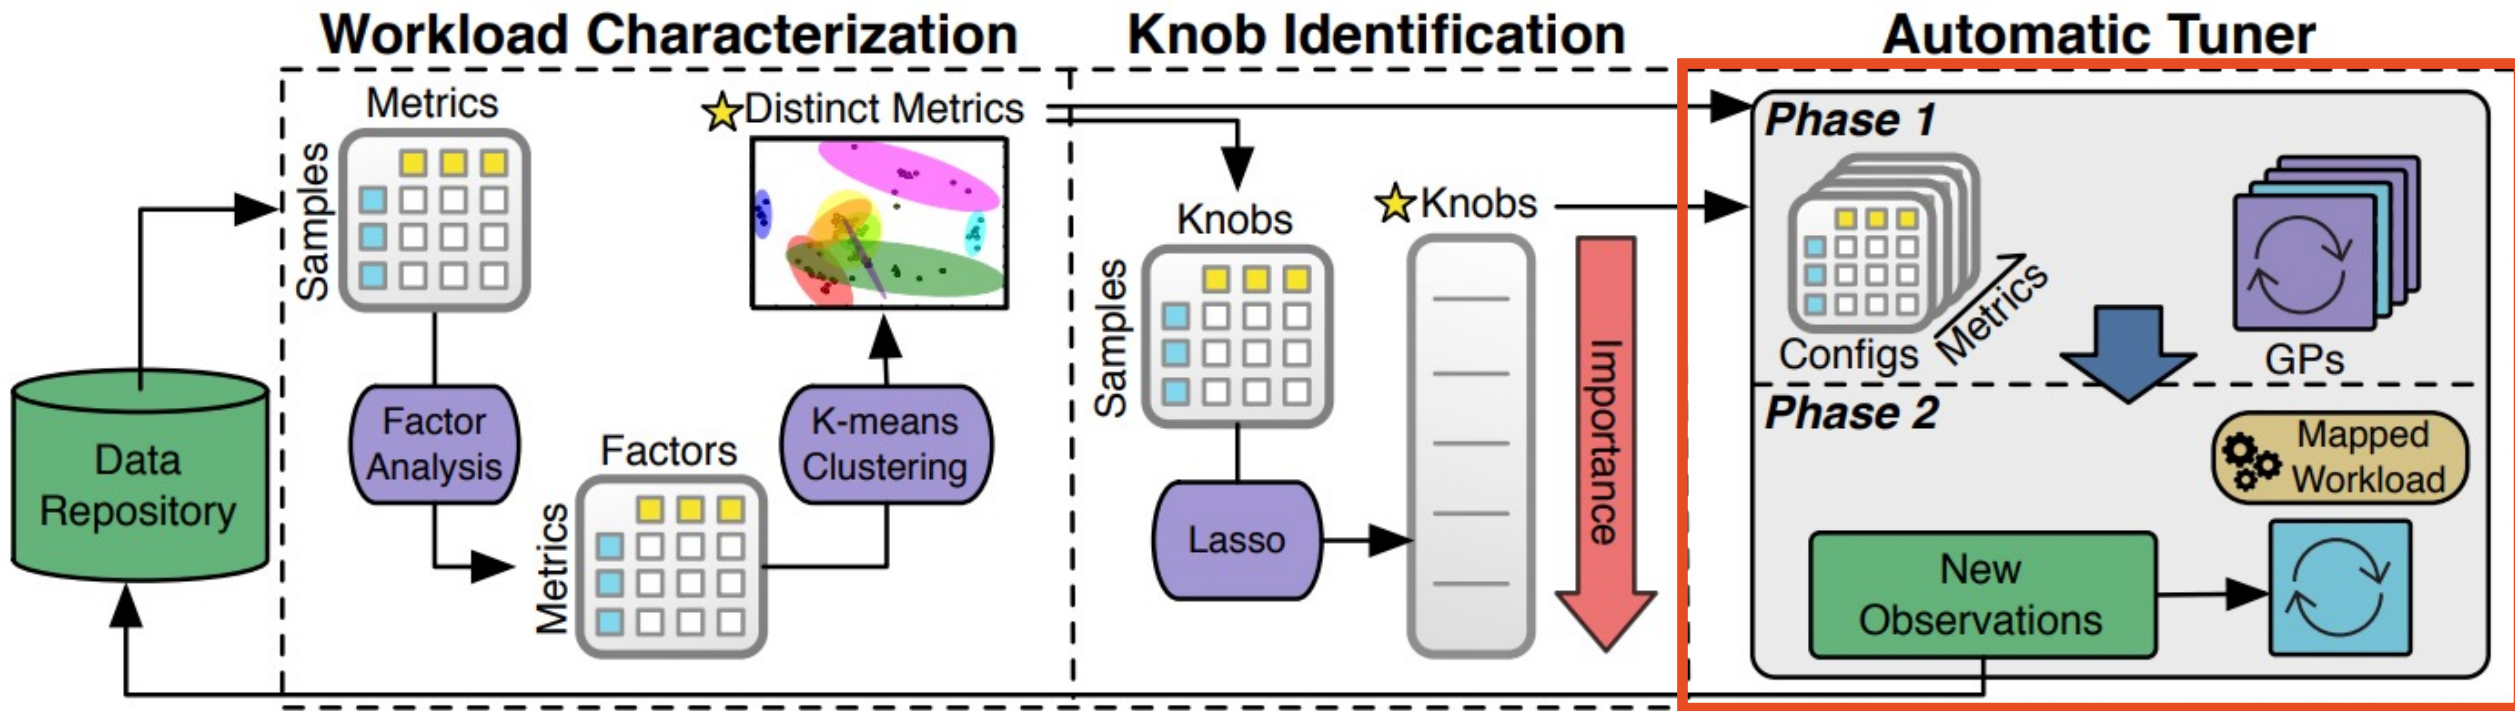 Workload Characterization
Knob Identification
Automatic Tuner
Data
Repository
Metrics
Samples
Factor
Analysis
Factors
Metrics
K-means
Clustering
Distinct Metrics
Knobs
Samples
Lasso
Knobs
Importance
Phase 1
Configs
Metrics
GPs
Phase 2
Mapped
Workload
New
Observations